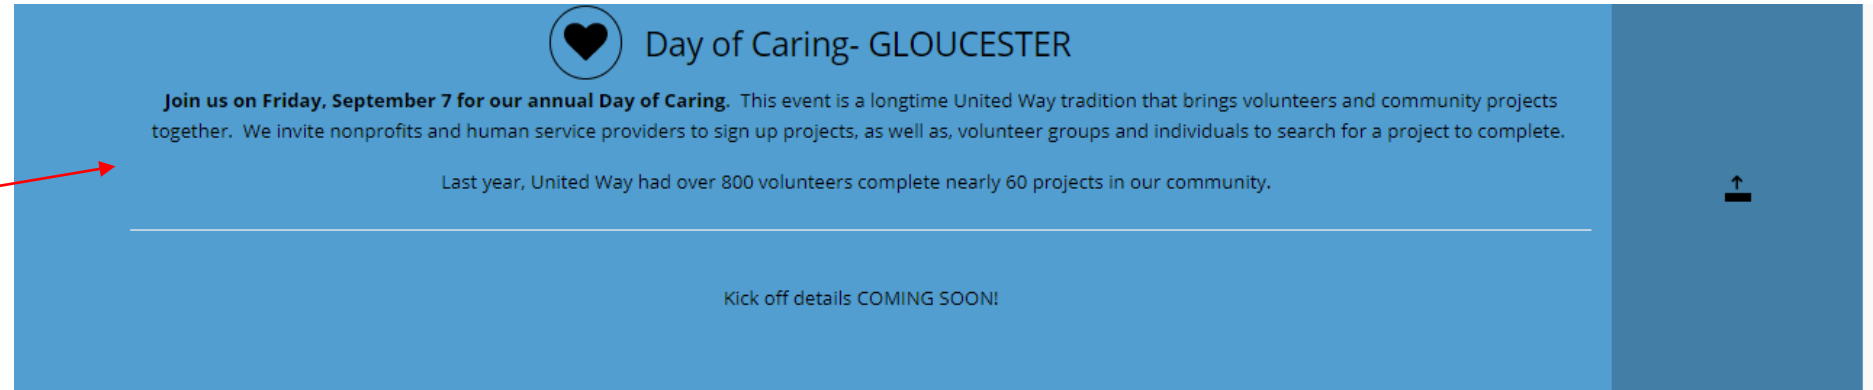 Day of Caring- GLOUCESTER
Join us on Friday, September 7 for our annual Day of Caring.  This event is a longtime United Way tradition that brings volunteers and community projects
together.  We invite nonprofits and human service providers to sign up projects, as well as, volunteer groups and individuals to search for a project to complete.
Last year, United Way had over 800 volunteers complete nearly 60 projects in our community.
Kick off details COMING SOON!